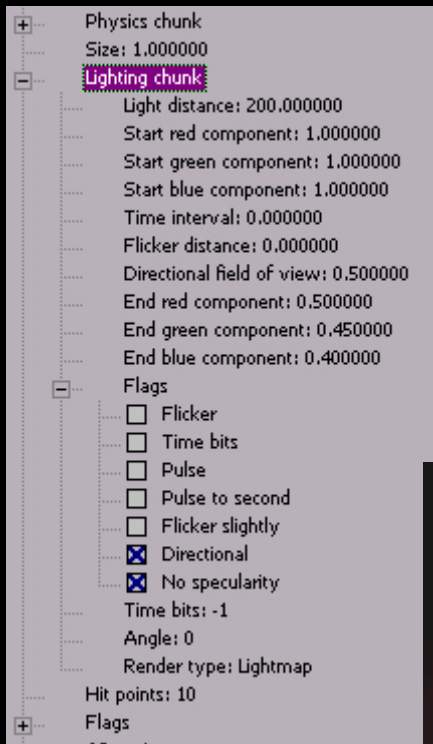 Physics chunk
Size: 1.000000
Lighting chunk
Light distance: 200.000000
Start red component: 1.000000
Start green component: 1.000000
Start blue component: 1.000000
Time interval: 0.000000
Flicker distance: 0.000000
Directional field of view: 0.500000
End red component: 0.500000
End green component: 0.450000
End blue component: 0.400000
Flags
Flicker
Time bits
Pulse
Pulse to second
Flicker slightly
Directional
No specularity
Time bits: -1
Angle: 0
Render type: Lightmap
Hit points: 10
Flags